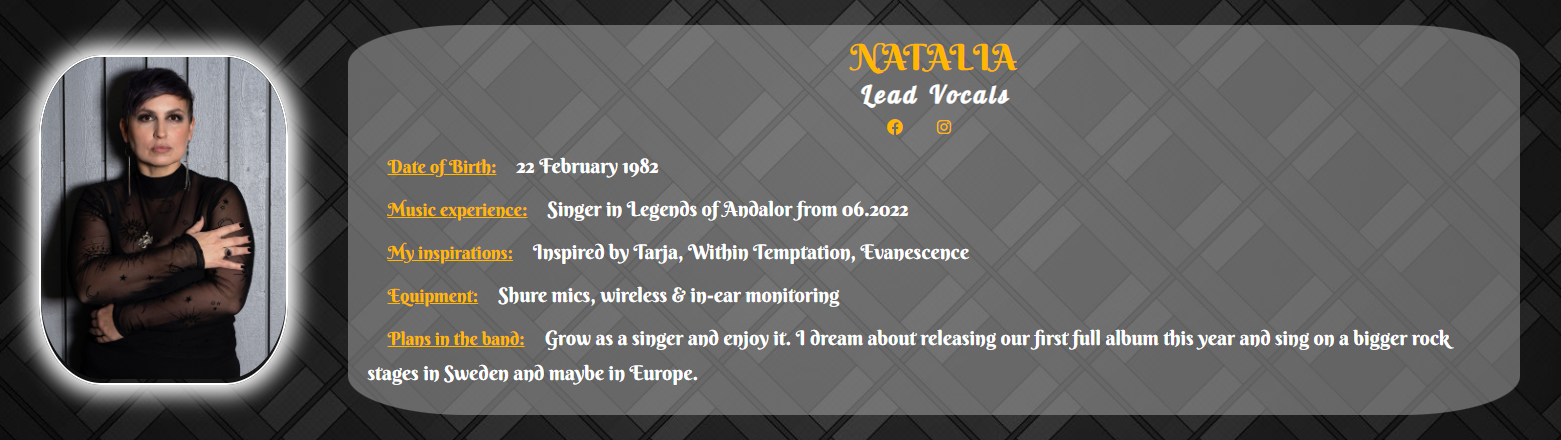 NATALIA
Lead Vocals
Date of Birth: 22 February 1982
Music experience: Singer in Legends of Andalor from 06.2022
My inspirations: Inspired by Tarja, Within Temptation, Evanescence
Equipment: Shure mics, wireless & in-ear monitoring
Plans in the band: Grow as a singer and enjoy it. I dream about releasing our first full album this year and sing on a bigger rock
stages in Sweden and maybe in Europe.